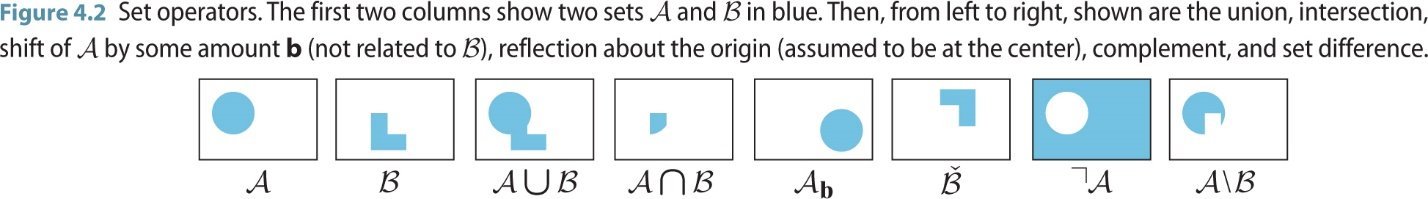 Figure 4.2 Set operators. The first two columns show two sets 𝒜 and ℬ in blue. Then, from left to right, shown are the union, intersection,
shift of 𝒜 by some amount b (not related to ℬ), reflection about the origin (assumed to be at the center), complement, and set difference.
𝒜 ℬ 𝒜 ⋃ ℬ 𝒜 ⋂ ℬ 𝒜b ℬ̌ ¬𝒜 𝒜\ℬ